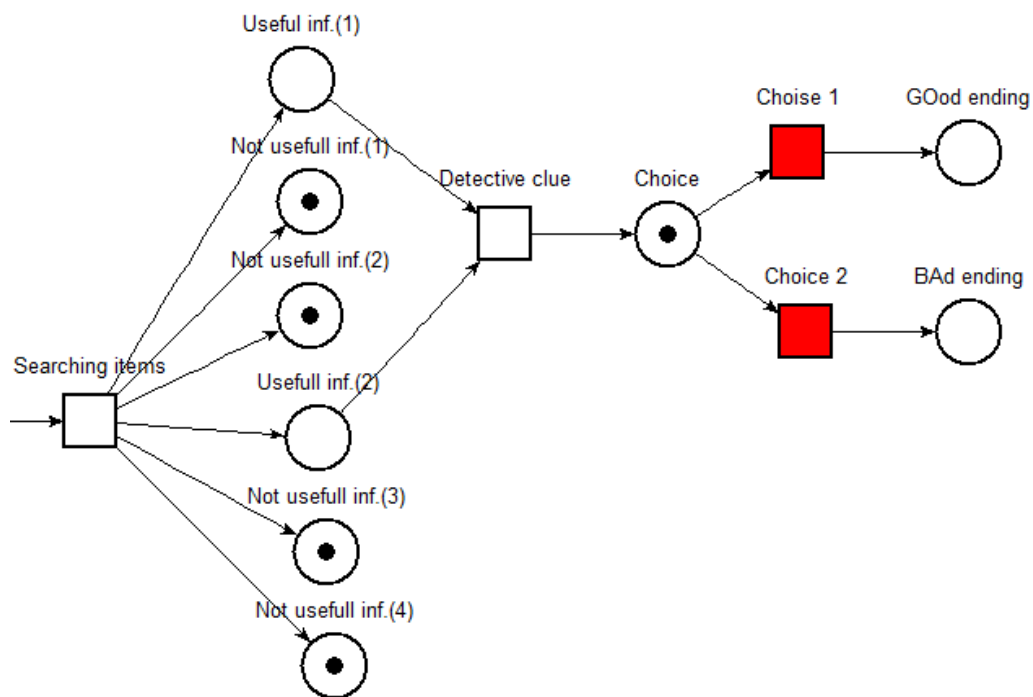 Useful inf.(1)
Not usefull inf.(1)
Not usefull inf.(2)
Searching items
Usefull inf.(2)
Not usefull inf.(3)
Not usefull inf.(4)
Detective clue
Choice
Choise 1
GOod ending
Choice 2
BAd ending